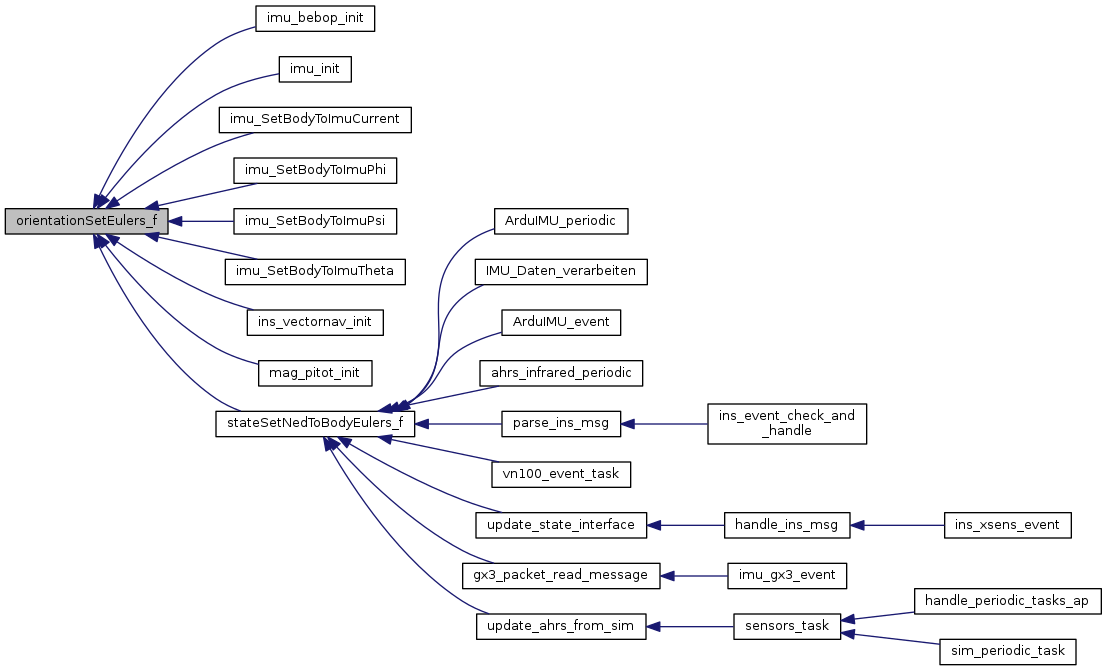 imu_bebop_init
imu_init
imu_SetBodyToImuCurrent
imu_SetBodyToImuPhi
orientationSetEulers_f
imu_SetBodyToImuPsi
imu_SetBodyToImuTheta
ins_vectornav_init
mag_pitot_init
stateSetNedToBodyEulers_f
ArduIMU_periodic
IMU_Daten_verarbeiten
ArduIMU_event
ahrs_infrared_periodic
parse_ins_msg
ins_event_check_and
_handle
vn100_event_task
update_state_interface
handle_ins_msg
ins_xsens_event
gx3_packet_read_message
imu_gx3_event
update_ahrs_from_sim
sensors_task
handle_periodic_tasks_ap
sim_periodic_task